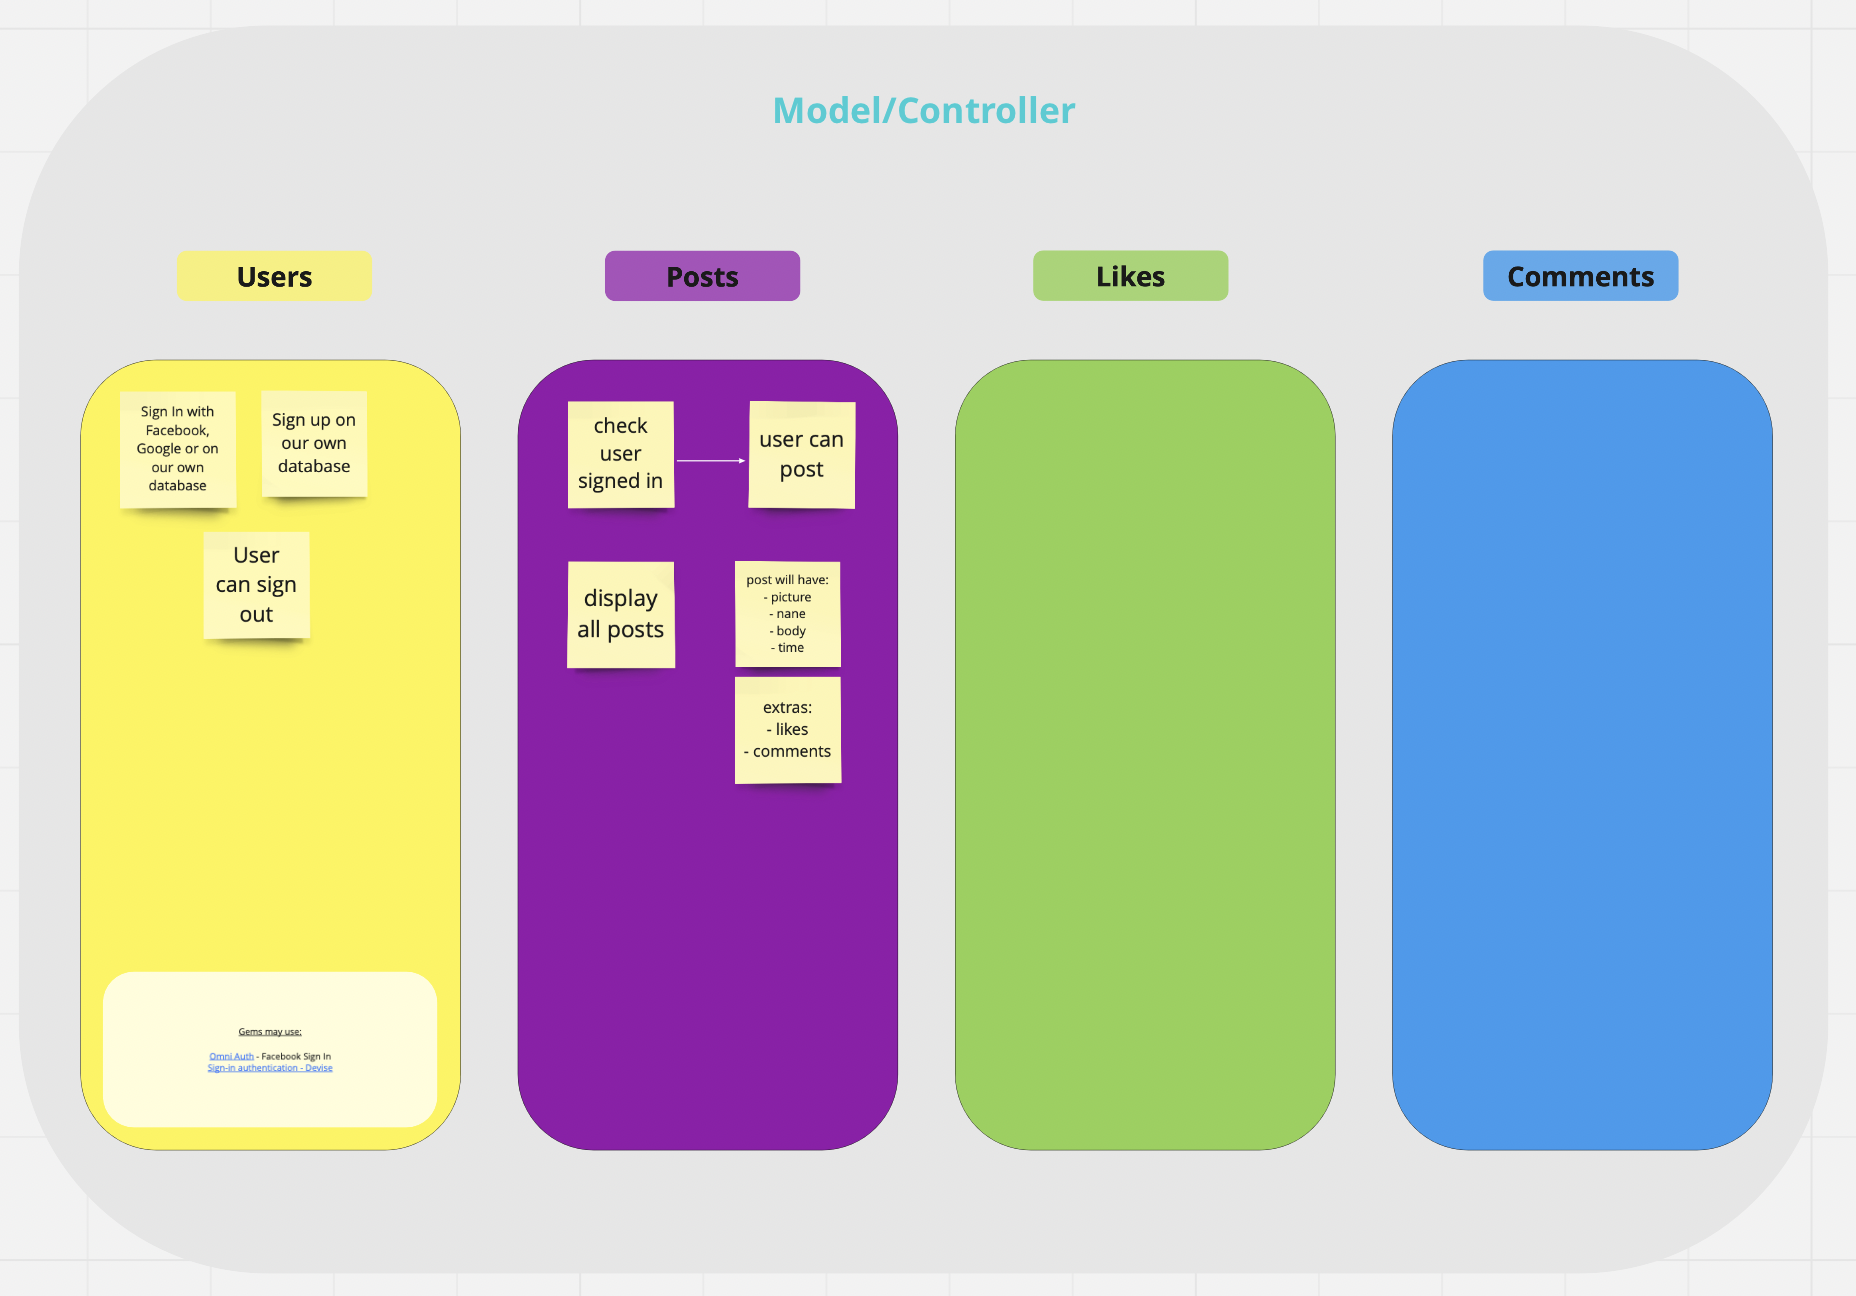 Model/Controller
Users
Posts
Likes
Comments
Sign In with
Facebook,
Google or on
our own
database
Sign up on
our own
database
User
can sign
out
Gems may use:
Omni Auth - Facebook Sign In
Sign-in authentication - Devise
check
user
signed in
user can
post
display
all posts
post will have:
- picture
- nane
- body
- time
extras:
- likes
- comments